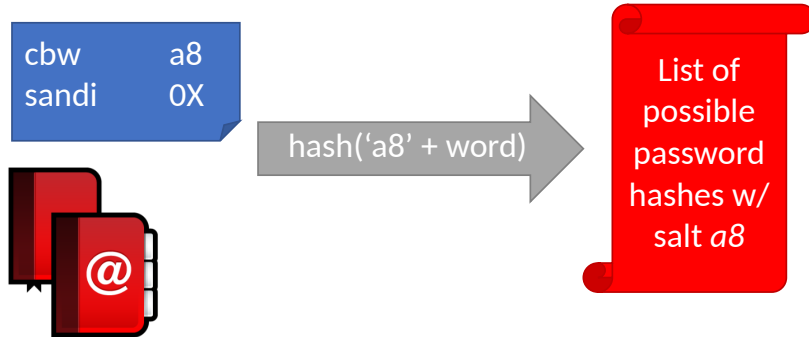 cbw a8
sandi 0X
hash(‘a8’ + word)
List of
possible
password
hashes w/
salt a8
@